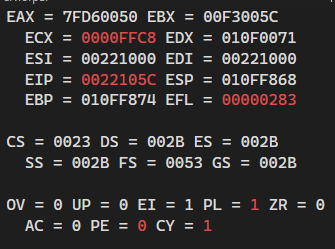 EAX = 7FD60050 EBX = 00F3005C
ECX = 0000FFC8 EDX = 010F0071
ESI = 00221000 EDI = 00221000
EIP = 0022105C ESP = 010FF868
EBP = 010FF874 EFL = 00000283
CS = 0023 DS = 002B ES = 002B
SS = 002B FS = 0053 GS = 002B
OV = 0 UP = 0 EI = 1 PL = 1 ZR = 0
AC = 0 PE = 0 CY = 1